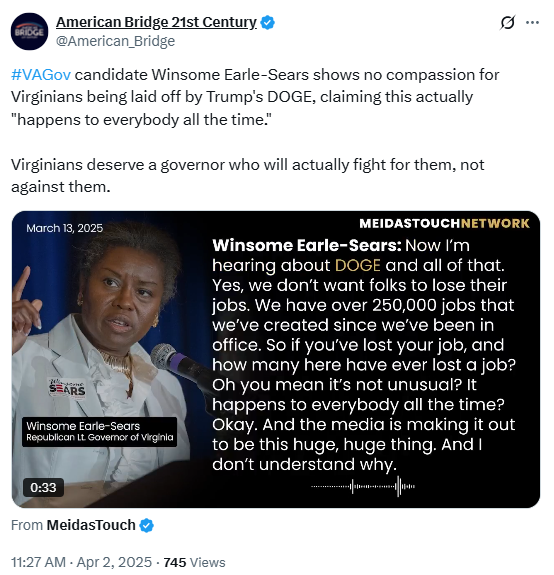 American Bridge 21st Century
@American_Bridge
#VAGov candidate Winsome Earle-Sears shows no compassion for
Virginians being laid off by Trump's DOGE, claiming this actually
"happens to everybody all the time."
Virginians deserve a governor who will actually fight for them, not
against them.
March 13, 2025
MEIDASTOUCHNETWORK
Winsome Earle-Sears: Now I'm
hearing about DOGE and all of that.
Yes, we don't want folks to lose their
jobs. We have over 250,000 jobs that
we've created since we've been in
office. So if you've lost your job, and
how many here have ever lost a job?
Oh you mean it's not unusual? It
happens to everybody all the time?
Okay. And the media is making it out
to be this huge, huge thing. And I
don't understand why.
Winsome
SEARS
Winsome Earle-Sears
Republican Lt. Governor of Virginia
0:33
From MeidasTouch
11:27 AM · Apr 2, 2025 · 745 Views